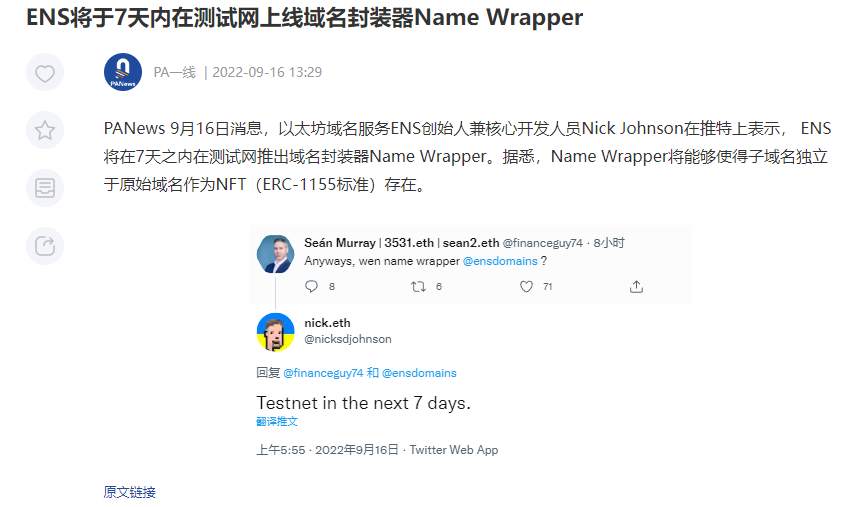 ENS将于7天内在测试网上线域名封装器Name Wrapper
PANews
PA一线 | 2022-09-16 13:29
PANews 9月16日消息，以太坊域名服务ENS创始人兼核心开发人员Nick Johnson在推特上表示， ENS
将在7天之内在测试网推出域名封装器Name Wrapper。据悉，Name Wrapper将能够使得子域名独立
于原始域名作为NFT（ERC-1155标准）存在。
Seán Murray | 3531.eth | sean2.eth @financeguy74 · 8小时
Anyways, wen name wrapper @ensdomains ?
8 6 71
nick.eth
@nicksdjohnson
回复 @financeguy74 和 @ensdomains
Testnet in the next 7 days.
翻译推文
上午5:55 · 2022年9月16日 · Twitter Web App
原文链接